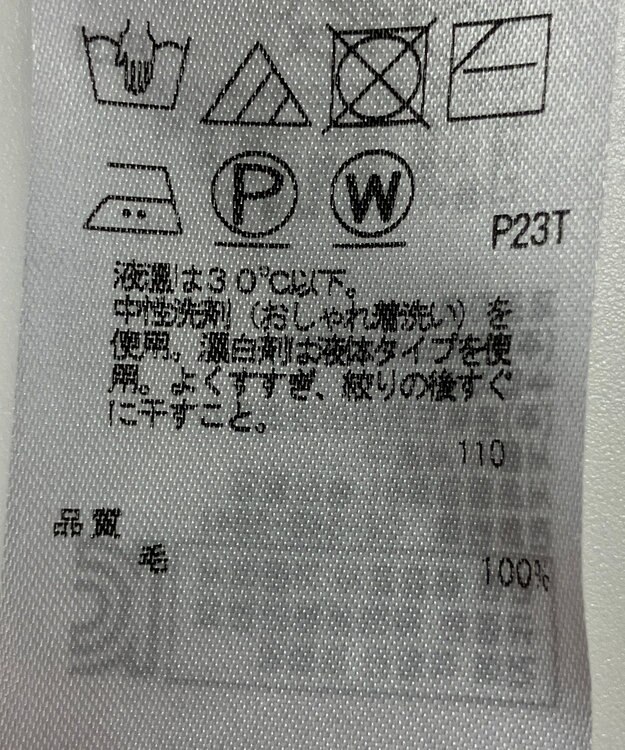 P
W
P23T
液温は30℃以下。
中性洗剤（おしゃれ着洗い）を
使用。漂白剤は液体タイプを使
用。よくすすぎ、絞りの後すぐ
に干すこと。
110
品質
毛 100%